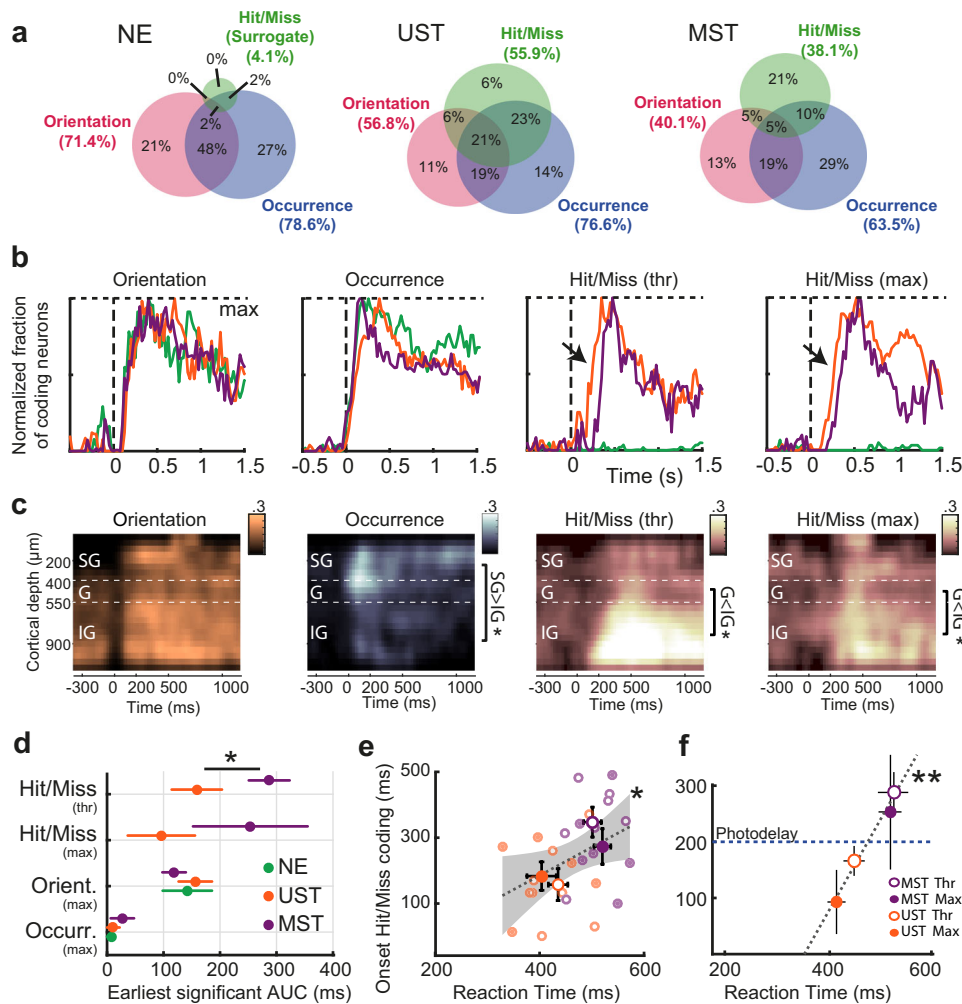 a
NE
UST
MST
Hit/Miss
(Surrogate)
(4.1%)
0%
0%
2%
Orientation
(71.4%)
2%
21%
48%
27%
Occurrence
(78.6%)
Hit/Miss
(55.9%)
6%
Orientation
(56.8%)
6%
23%
21%
11%
19%
14%
Occurrence
(76.6%)
Hit/Miss
(38.1%)
21%
Orientation
(40.1%)
5%
10%
5%
13%
19%
29%
Occurrence
(63.5%)
b
Normalized fraction
of coding neurons
Orientation
max
0 0.5 1 1.5
Occurrence
0 0.5 1.0 1.5
Hit/Miss (thr)
0 0.5 1.0 1.5
Time (s)
Hit/Miss (max)
-0.5 0 0.5 1.0 1.5
c
Cortical depth (µm)
Orientation
.3
200
400
550
900
SG
G
IG
-300 0 200 500 1000
Time (ms)
Occurrence
.3
SG
G
IG
SG>IG *
-300 0 200 500 1000
Time (ms)
Hit/Miss (thr)
.3
SG
G
IG
G<IG *
-300 0 200 500 1000
Time (ms)
Hit/Miss (max)
.3
SG
G
IG
G<IG *
-300 0 200 500 1000
Time (ms)
d
*
Hit/Miss
(thr)
Hit/Miss
(max)
Orient.
(max)
Occurr.
(max)
NE
UST
MST
0 100 200 300 400
Earliest significant AUC (ms)
e
Onset Hit/Miss coding (ms)
500
300
100
*
200 400 600
Reaction Time (ms)
f
300
200
100
0
**
Photodelay
MST Thr
MST Max
UST Thr
UST Max
200 400 600
Reaction Time (ms)